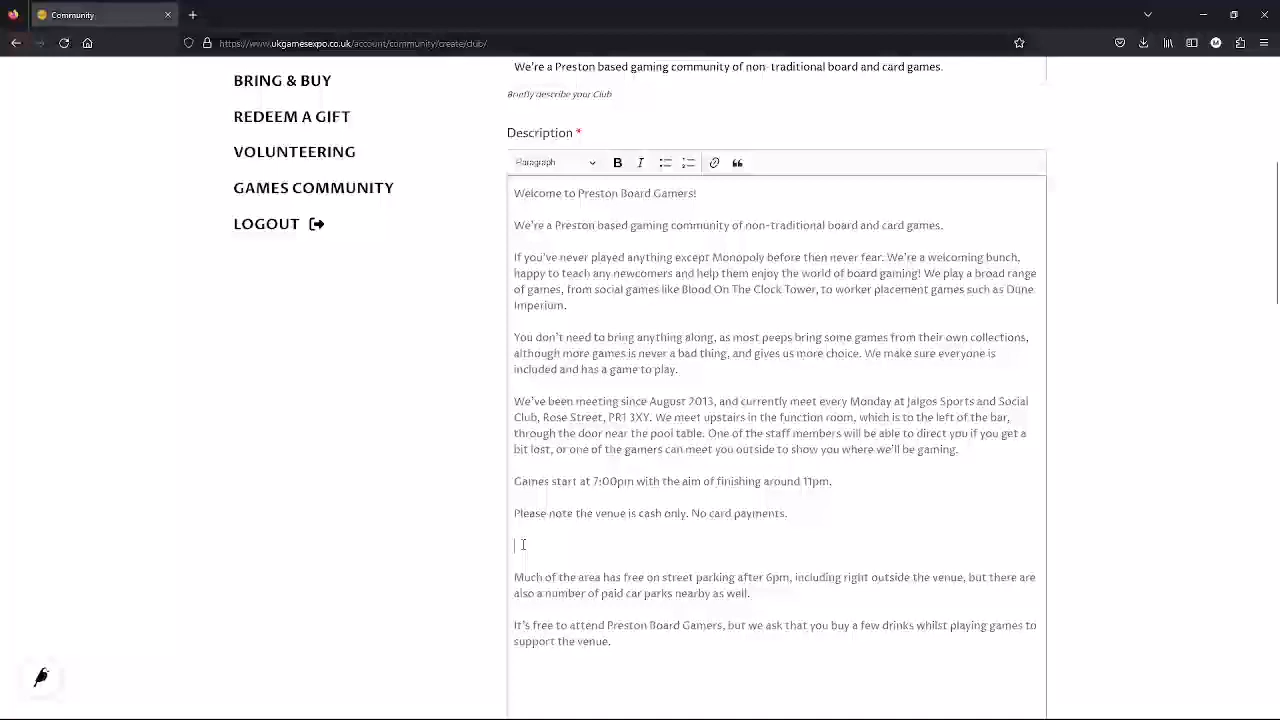 Community
https://www.ukgamesexpo.co.uk/account/community/create/club/
M
BRING & BUY
REDEEM A GIFT
VOLUNTEERING
GAMES COMMUNITY
LOGOUT
We're a Preston based gaming community of non-traditional board and card games.
Briefly describe your Club
Description *
Paragraph
B I
Welcome to Preston Board Gamers!
We're a Preston based gaming community of non-traditional board and card games.
If you've never played anything except Monopoly before then never fear. We're a welcoming bunch,
happy to teach any newcomers and help them enjoy the world of board gaming! We play a broad range
of games, from social games like Blood On The Clock Tower, to worker placement games such as Dune
Imperium.
You don't need to bring anything along, as most peeps bring some games from their own collections,
although more games is never a bad thing, and gives us more choice. We make sure everyone is
included and has a game to play.
We've been meeting since August 2013, and currently meet every Monday at Jalgos Sports and Social
Club, Rose Street, PR1 3XY. We meet upstairs in the function room, which is to the left of the bar,
through the door near the pool table. One of the staff members will be able to direct you if you get a
bit lost, or one of the gamers can meet you outside to show you where we'll be gaming.
Games start at 7:00pm with the aim of finishing around 11pm.
Please note the venue is cash only. No card payments.
Much of the area has free on street parking after 6pm, including right outside the venue, but there are
also a number of paid car parks nearby as well.
It's free to attend Preston Board Gamers, but we ask that you buy a few drinks whilst playing games to
support the venue.